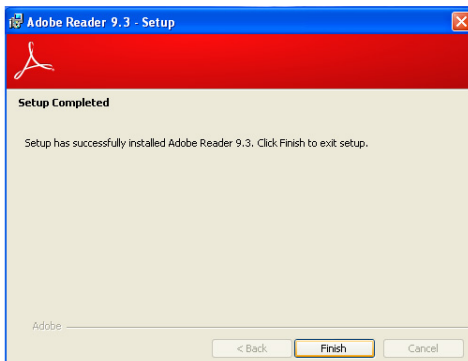 Adobe Reader 9.3 - Setup
Setup Completed
Setup has successfully installed Adobe Reader 9.3. Click Finish to exit setup.
Adobe
< Back Finish Cancel